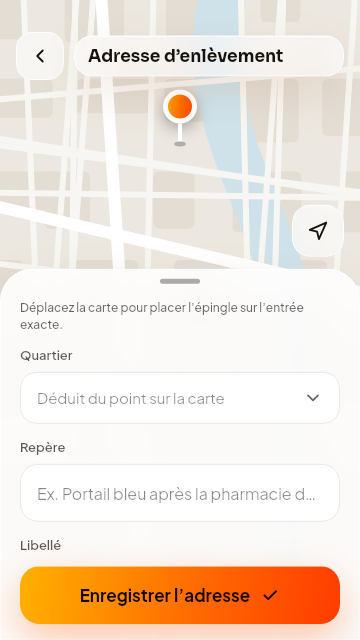 Adresse d’enlèvement
Déplacez la carte pour placer l’épingle sur l’entrée
exacte.
Quartier
Déduit du point sur la carte
Repère
Ex. Portail bleu après la pharmacie d…
Libellé
Enregistrer l’adresse